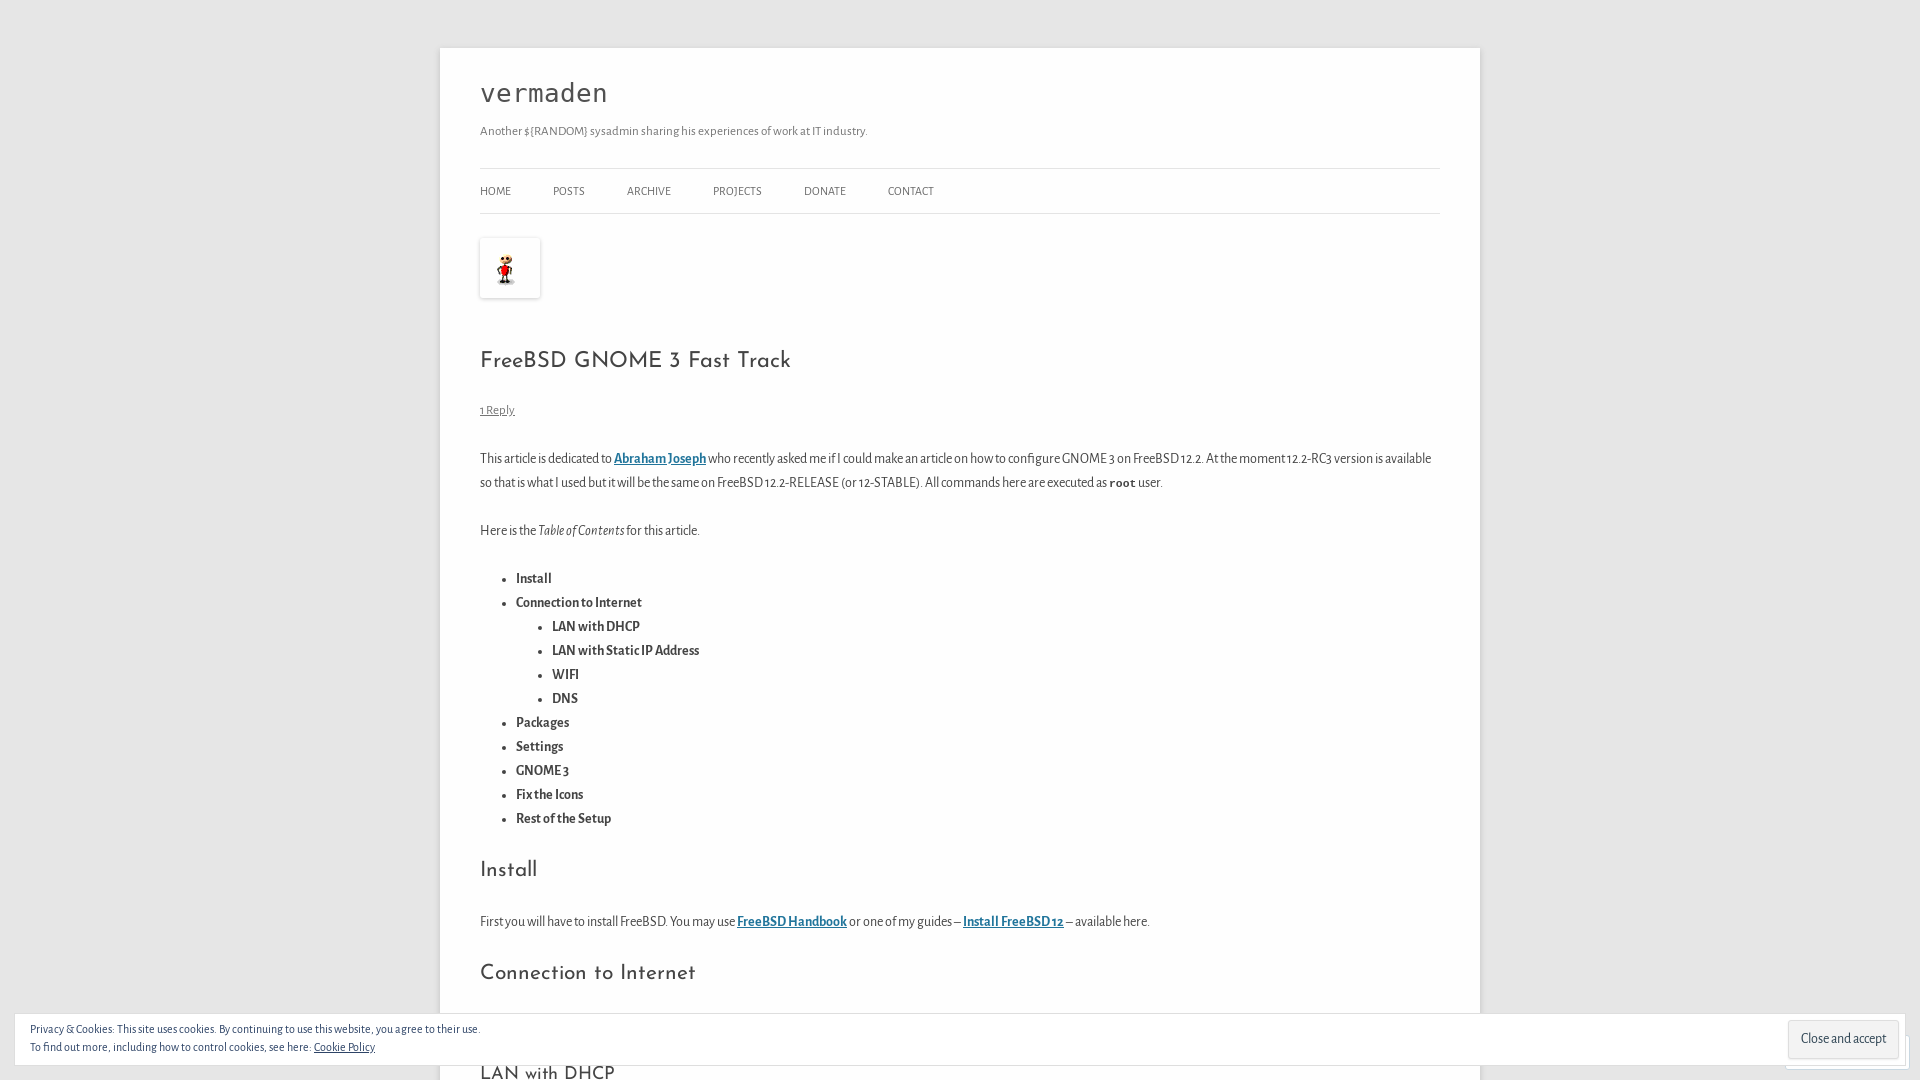 vermaden
Another ${RANDOM} sysadmin sharing his experiences of work at IT industry.
HOME POSTS ARCHIVE PROJECTS DONATE CONTACT
FreeBSD GNOME 3 Fast Track
1 Reply
This article is dedicated to Abraham Joseph who recently asked me if I could make an article on how to configure GNOME 3 on FreeBSD 12.2. At the moment 12.2-RC3 version is available
so that is what I used but it will be the same on FreeBSD 12.2-RELEASE (or 12-STABLE). All commands here are executed as root user.
Here is the Table of Contents for this article.
• Install
• Connection to Internet
• LAN with DHCP
• LAN with Static IP Address
• WIFI
• DNS
• Packages
• Settings
• GNOME 3
• Fix the Icons
• Rest of the Setup
Install
First you will have to install FreeBSD. You may use FreeBSD Handbook or one of my guides – Install FreeBSD 12 – available here.
Connection to Internet
Privacy & Cookies: This site uses cookies. By continuing to use this website, you agree to their use.
To find out more, including how to control cookies, see here: Cookie Policy
Close and accept
LAN with DHCP